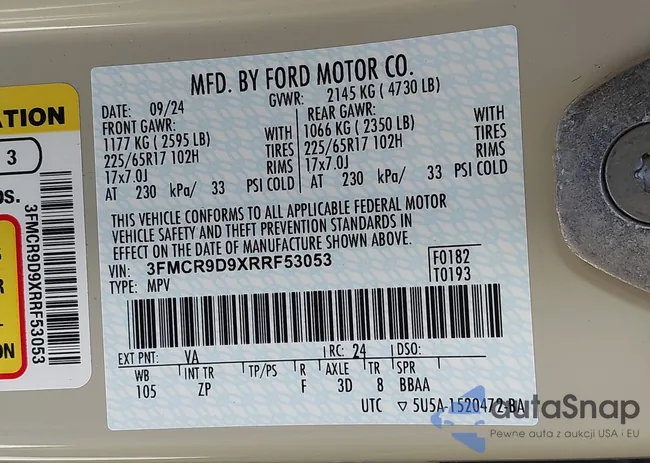 MFD. BY FORD MOTOR CO.
DATE: 09/24 GVWR: 2145 KG ( 4730 LB)
FRONT GAWR: REAR GAWR:
1177 KG ( 2595 LB) WITH 1066 KG ( 2350 LB) WITH
225/65R17 102H TIRES 225/65R17 102H TIRES
17x7.0J RIMS 17x7.0J RIMS
AT 230 kPa/ 33 PSI COLD AT 230 kPa/ 33 PSI COLD
THIS VEHICLE CONFORMS TO ALL APPLICABLE FEDERAL MOTOR
VEHICLE SAFETY AND THEFT PREVENTION STANDARDS IN
EFFECT ON THE DATE OF MANUFACTURE SHOWN ABOVE.
VIN: 3FMCR9D9XRRF53053 F0182
TYPE: MPV T0193
EXT PNT: VA RC: 24 DSO:
WB INT TR TP/PS R AXLE TR SPR
105 ZP F 3D 8 BBAA
UTC ▽ 5U5A-1520472-BA
ATION
3
3FMCR9D9XRRF53053
S
R
ON
autoSnap
Pewne auta z aukcji USA i EU